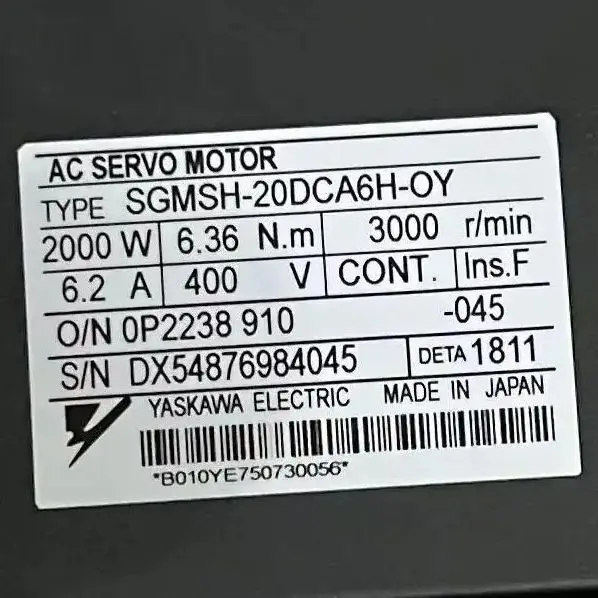 AC SERVO MOTOR
TYPE SGMSH-20DCA6H-OY
2000 W 6.36 N.m 3000 r/min
6.2 A 400 V CONT. Ins.F
O/N 0P2238 910 -045
S/N DX54876984045 DETA 1811
YASKAWA ELECTRIC MADE IN JAPAN
*B010YE750730056*